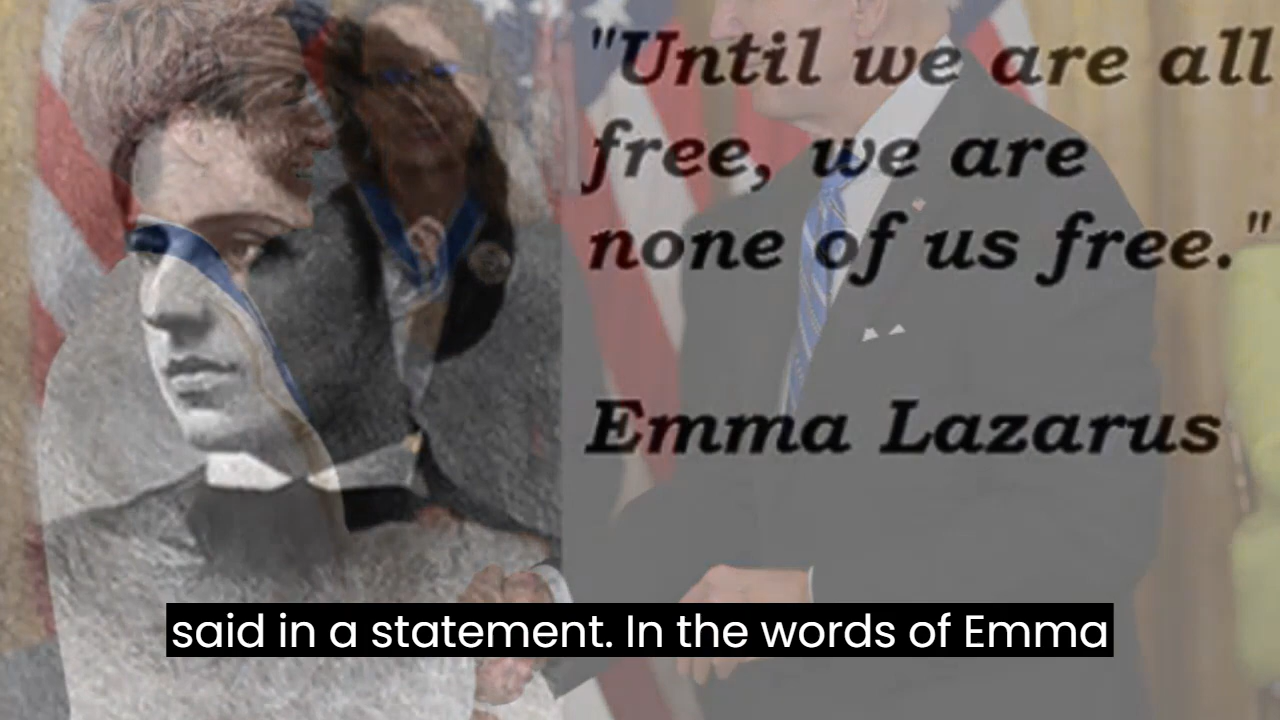 "Until we are all
free, we are
none of us free."
Emma Lazarus
said in a statement. In the words of Emma